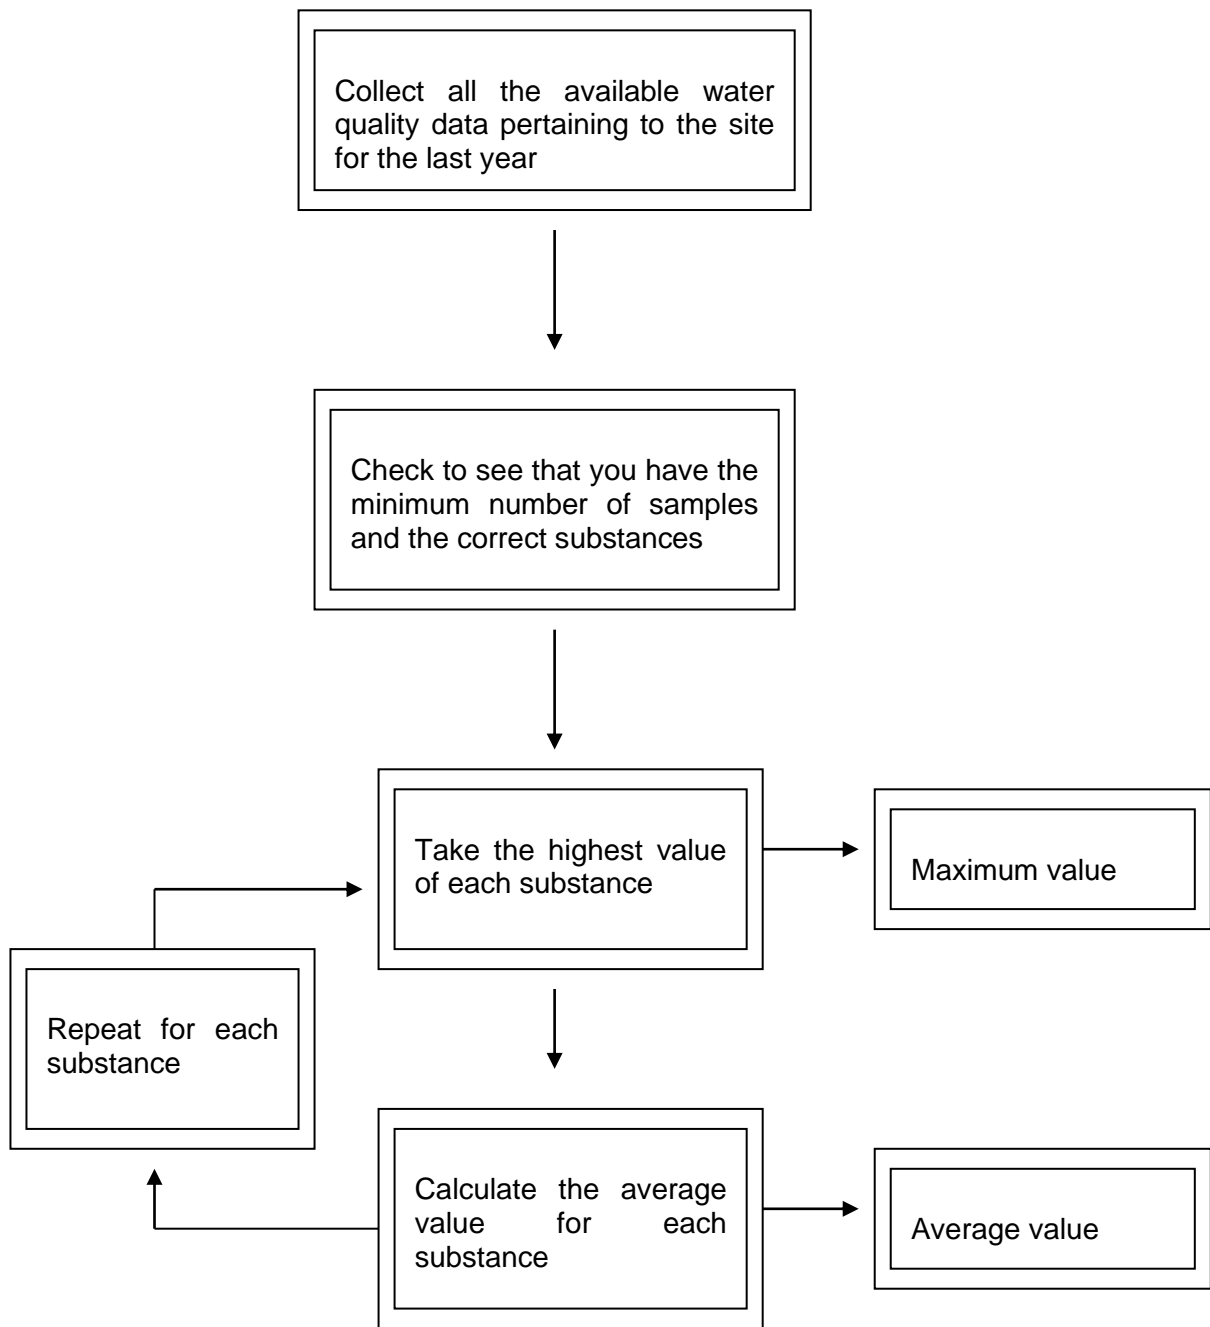 Collect all the available water
quality data pertaining to the site
for the last year
Check to see that you have the
minimum number of samples
and the correct substances
Take the highest value
of each substance
Maximum value
Repeat for each
substance
Calculate the average
value for each
substance
Average value